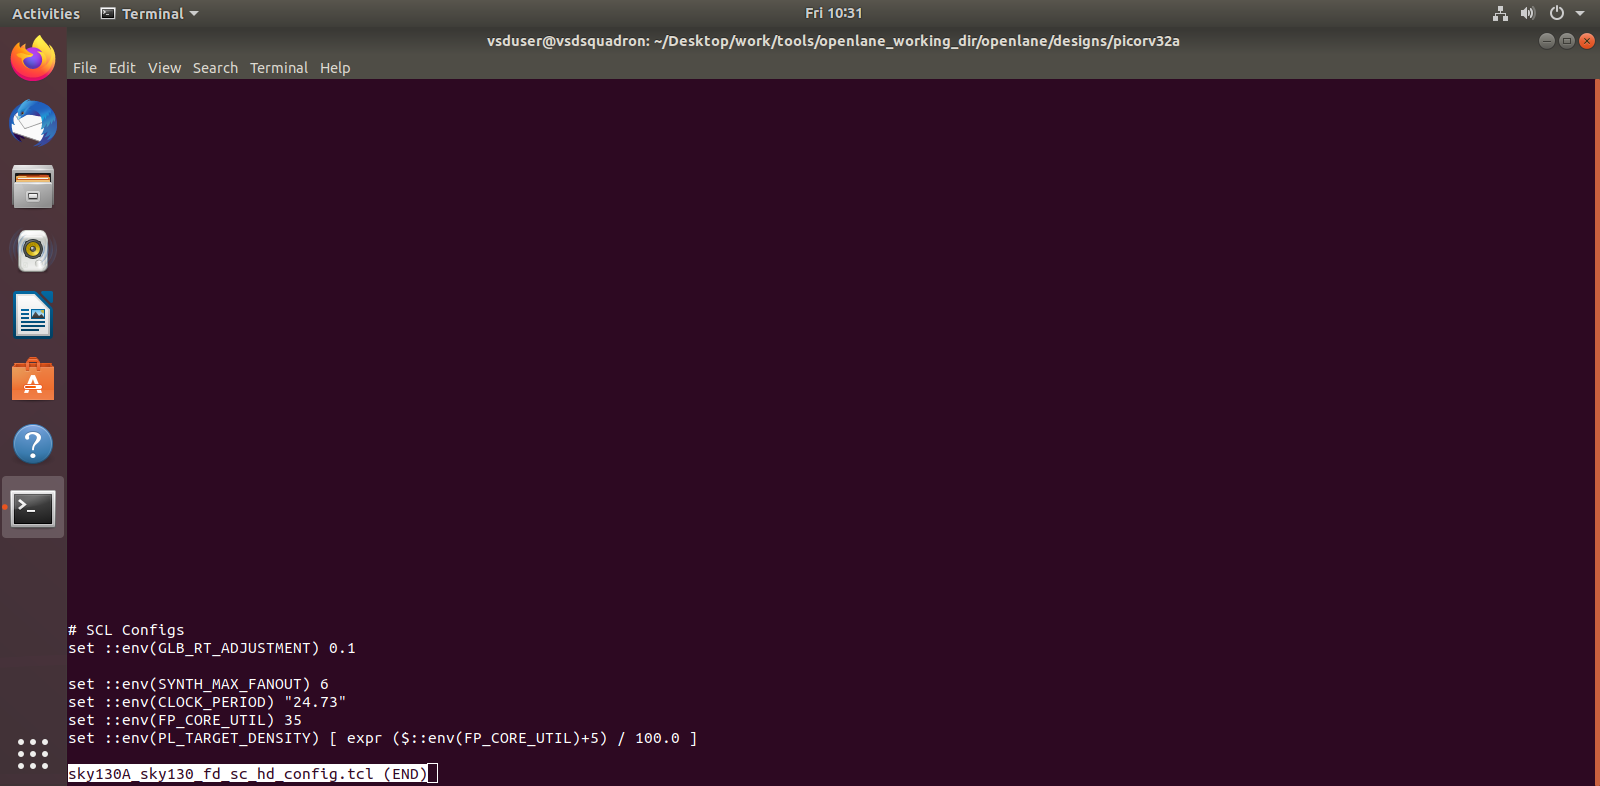 Activities Terminal Fri 10:31
vsduser@vsdsquadron: ~/Desktop/work/tools/openlane_working_dir/openlane/designs/picorv32a
File Edit View Search Terminal Help
# SCL Configs
set ::env(GLB_RT_ADJUSTMENT) 0.1
set ::env(SYNTH_MAX_FANOUT) 6
set ::env(CLOCK_PERIOD) "24.73"
set ::env(FP_CORE_UTIL) 35
set ::env(PL_TARGET_DENSITY) [ expr ($::env(FP_CORE_UTIL)+5) / 100.0 ]
sky130A_sky130_fd_sc_hd_config.tcl (END)